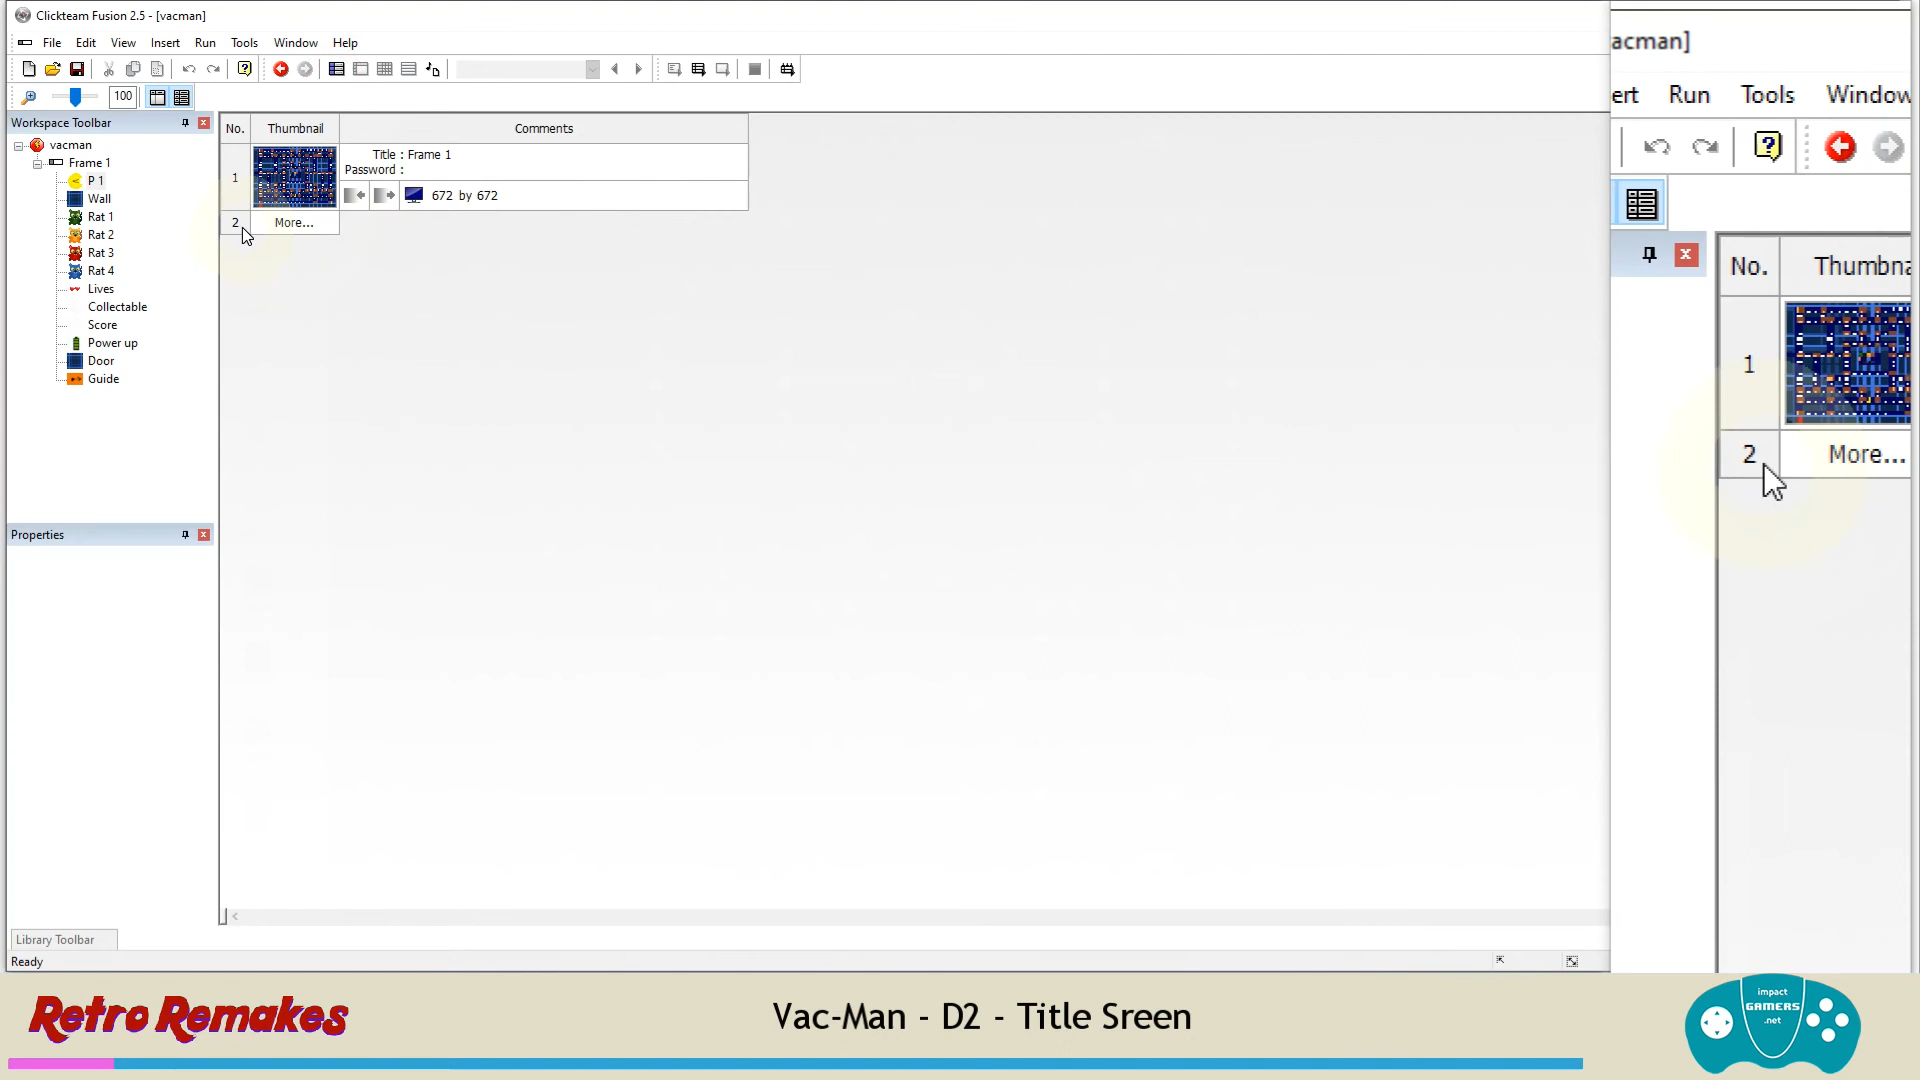 Clickteam Fusion 2.5 - [vacman]
File Edit View Insert Run Tools Window Help
100
Workspace Toolbar
vacman
Frame 1
P 1
Wall
Rat 1
Rat 2
Rat 3
Rat 4
Lives
Collectable
Score
Power up
Door
Guide
Properties
Library Toolbar
Ready
No. Thumbnail Comments
1
Title : Frame 1
Password :
672 by 672
2 More...
acman]
ert Run Tools Window
No. Thumbna
1
2 More...
Retro Remakes
Vac-Man - D2 - Title Sreen
impact
GAMERS
.net